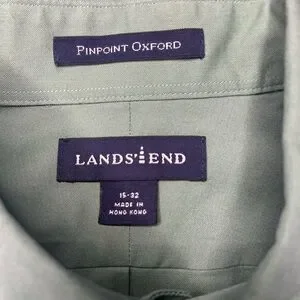 PINPOINT OXFORD
LANDS' END
15-32
MADE IN
HONG KONG